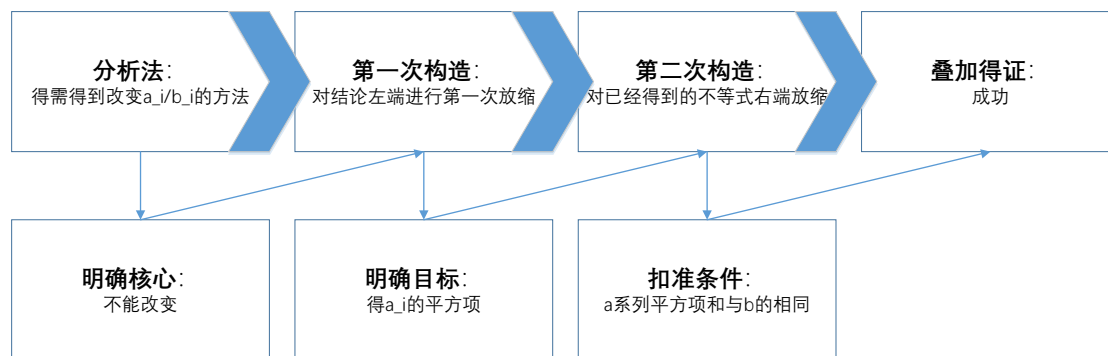 分析法:
得需得到改变a_i/b_i的方法
第一次构造:
对结论左端进行第一次放缩
第二次构造:
对已经得到的不等式右端放缩
叠加得证:
成功
明确核心:
不能改变
明确目标:
得a_i的平方项
扣准条件:
a系列平方项和与b的相同